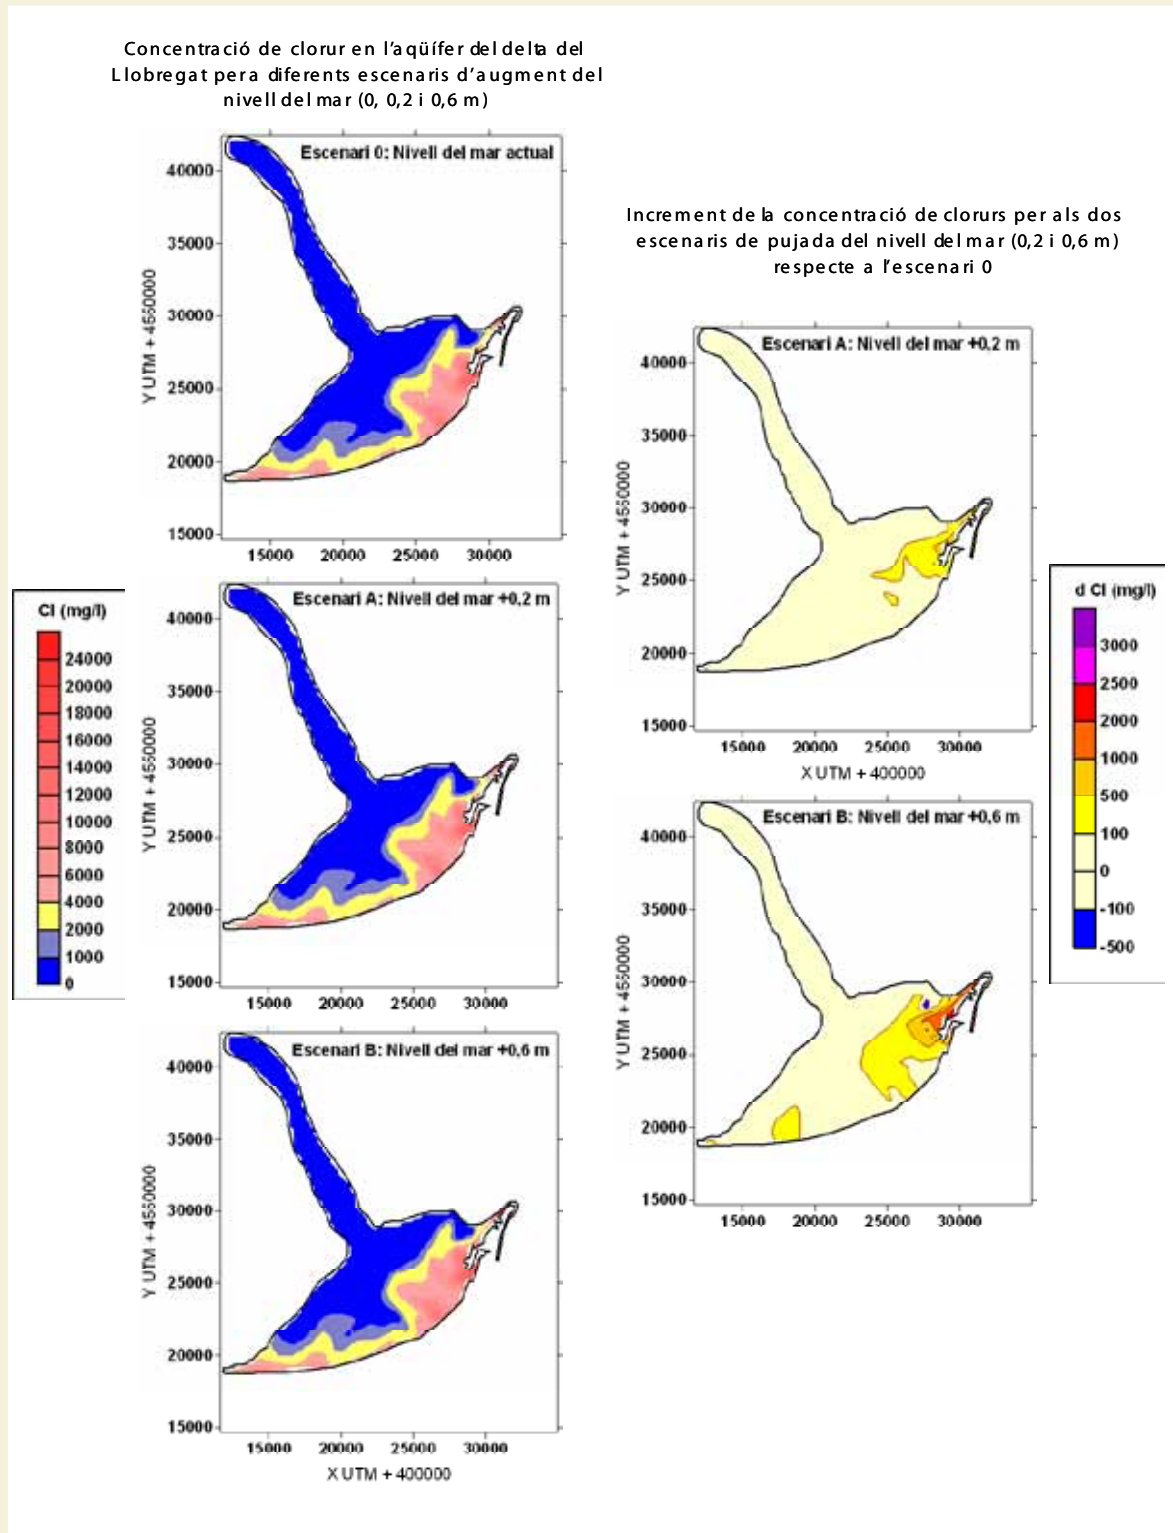 Concentració de clorur en l'aqüífer del delta del
Llobregat per a diferents escenaris d'augment del
nivell del mar (0, 0,2 i 0,6 m)
Escenari 0: Nivell del mar actual
40000
35000
30000
25000
20000
15000
Y UTM + 4550000
15000 20000 25000 30000
Cl (mg/l)
24000
20000
18000
16000
14000
12000
10000
8000
6000
4000
2000
1000
0
Escenari A: Nivell del mar +0,2 m
40000
35000
30000
25000
20000
15000
Y UTM + 4550000
15000 20000 25000 30000
Escenari B: Nivell del mar +0,6 m
40000
35000
30000
25000
20000
15000
Y UTM + 4550000
15000 20000 25000 30000
X UTM + 400000
Increment de la concentració de clorurs per als dos
escenaris de pujada del nivell del mar (0,2 i 0,6 m)
respecte a l'escenari 0
Escenari A: Nivell del mar +0,2 m
40000
35000
30000
25000
20000
15000
Y UTM + 4550000
15000 20000 25000 30000
X UTM + 400000
Escenari B: Nivell del mar +0,6 m
40000
35000
30000
25000
20000
15000
Y UTM + 4550000
15000 20000 25000 30000
d Cl (mg/l)
3000
2500
2000
1000
500
100
0
-100
-500